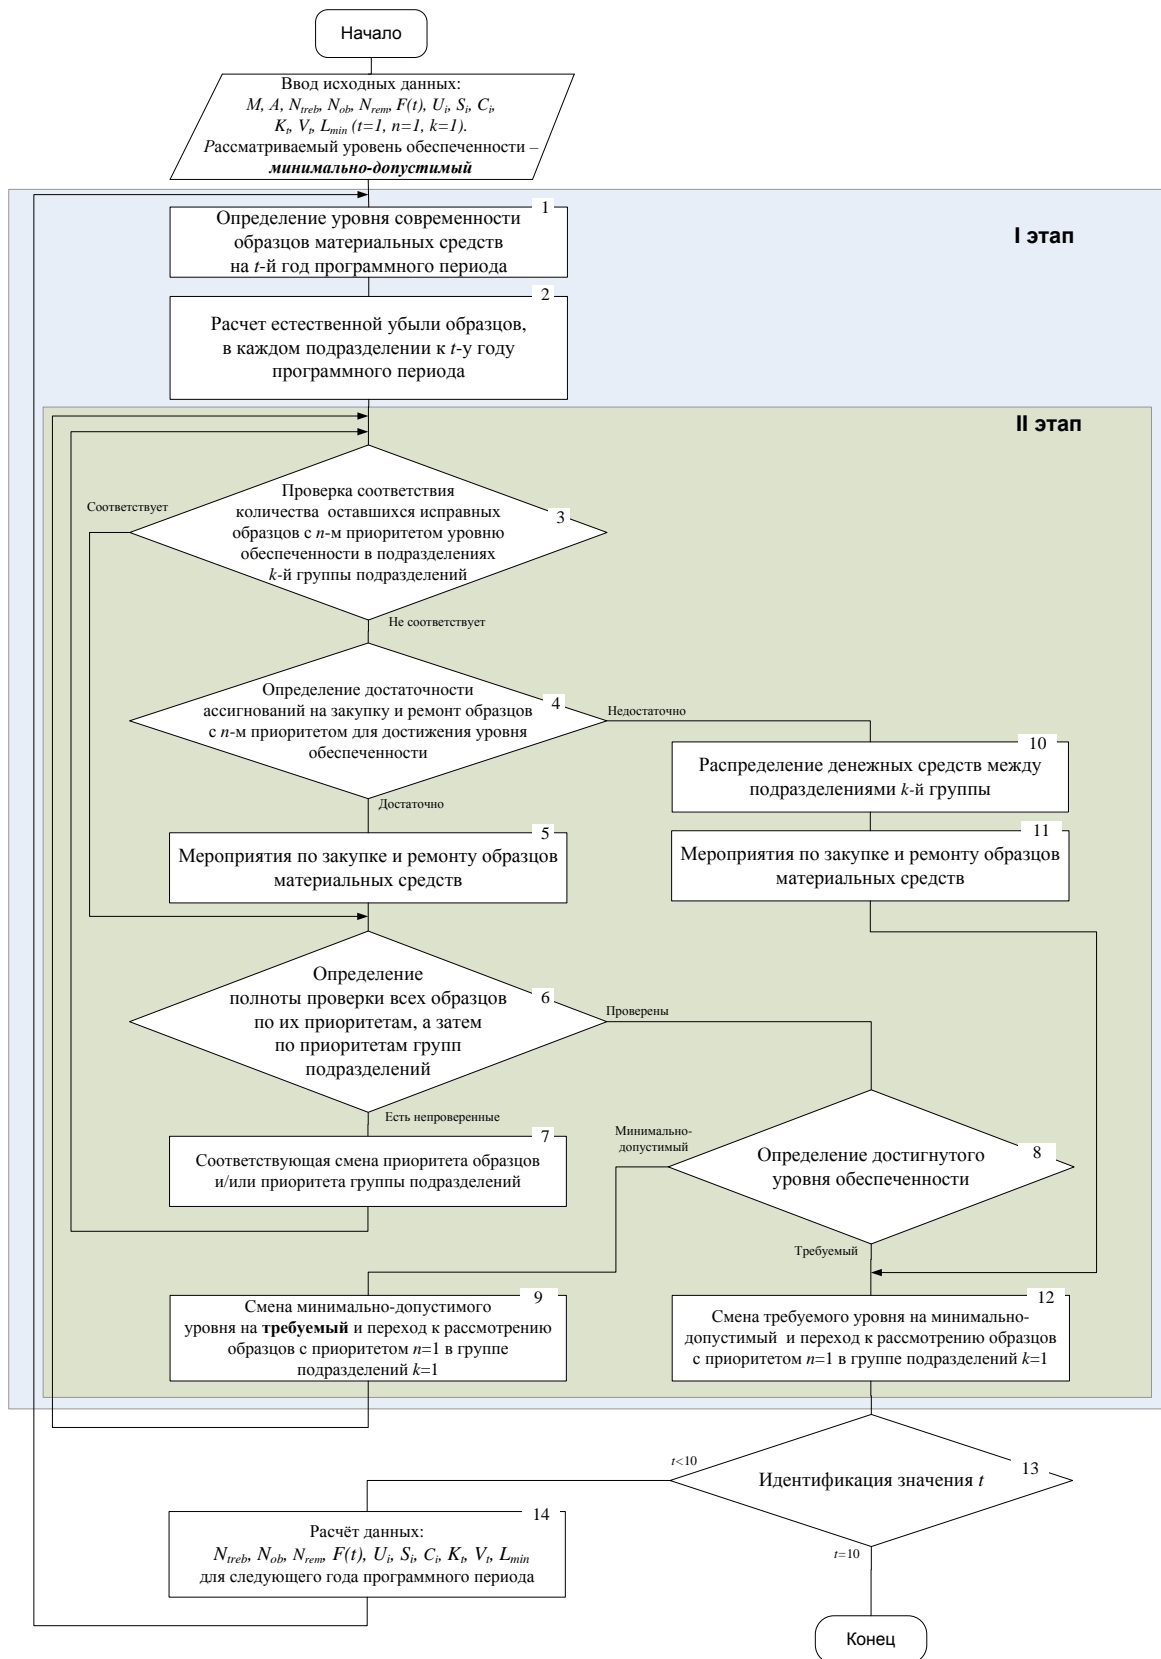 Начало
Ввод исходных данных:
M, A, N_treb, N_ob, N_rem, F(t), U_i, S_i, C_i,
K_t, V_t, L_min (t=1, n=1, k=1).
Рассматриваемый уровень обеспеченности –
минимально-допустимый
I этап
1
Определение уровня современности
образцов материальных средств
на t-й год программного периода
2
Расчет естественной убыли образцов,
в каждом подразделении к t-у году
программного периода
II этап
Соответствует
3
Проверка соответствия
количества оставшихся исправных
образцов с n-м приоритетом уровню
обеспеченности в подразделениях
k-й группы подразделений
Не соответствует
4
Определение достаточности
ассигнований на закупку и ремонт образцов
с n-м приоритетом для достижения уровня
обеспеченности
Недостаточно
Достаточно
10
Распределение денежных средств между
подразделениями k-й группы
5
Мероприятия по закупке и ремонту образцов
материальных средств
11
Мероприятия по закупке и ремонту образцов
материальных средств
6
Определение
полноты проверки всех образцов
по их приоритетам, а затем
по приоритетам групп
подразделений
Проверены
Есть непроверенные
7
Соответствующая смена приоритета образцов
и/или приоритета группы подразделений
Минимально-
допустимый
8
Определение достигнутого
уровня обеспеченности
Требуемый
9
Смена минимально-допустимого
уровня на требуемый и переход к рассмотрению
образцов с приоритетом n=1 в группе
подразделений k=1
12
Смена требуемого уровня на минимально-
допустимый и переход к рассмотрению образцов
с приоритетом n=1 в группе подразделений k=1
t<10
13
Идентификация значения t
t=10
14
Расчёт данных:
N_treb, N_ob, N_rem, F(t), U_i, S_i, C_i, K_t, V_t, L_min
для следующего года программного периода
Конец